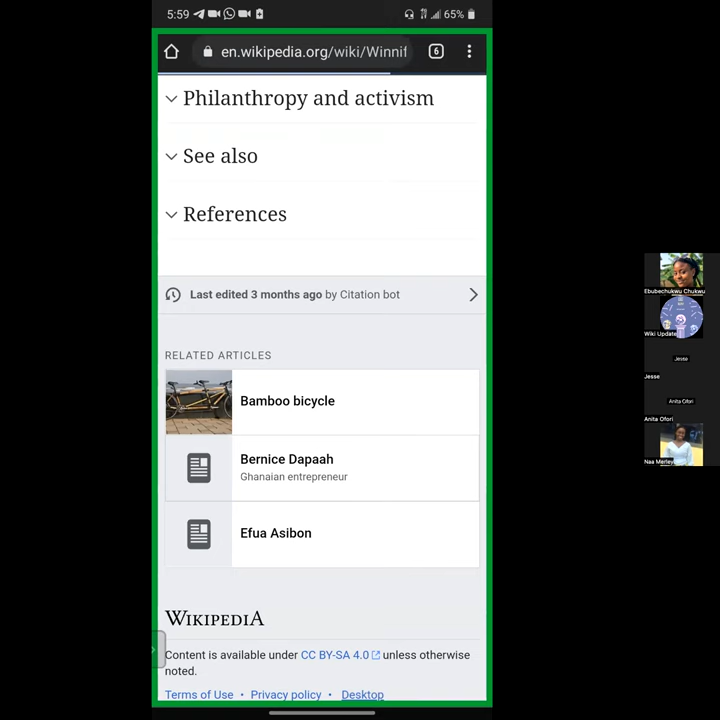 5:59
65%
en.wikipedia.org/wiki/Winnif
6
Philanthropy and activism
See also
References
Last edited 3 months ago by Citation bot
RELATED ARTICLES
Bamboo bicycle
Bernice Dapaah
Ghanaian entrepreneur
Efua Asibon
WIKIPEDIA
Content is available under CC BY-SA 4.0 unless otherwise
noted.
Terms of Use • Privacy policy • Desktop
Ebubechukwu Chukwu
Wiki Update
Jesse
Jesse
Anita Ofori
Anita Ofori
Naa Merley